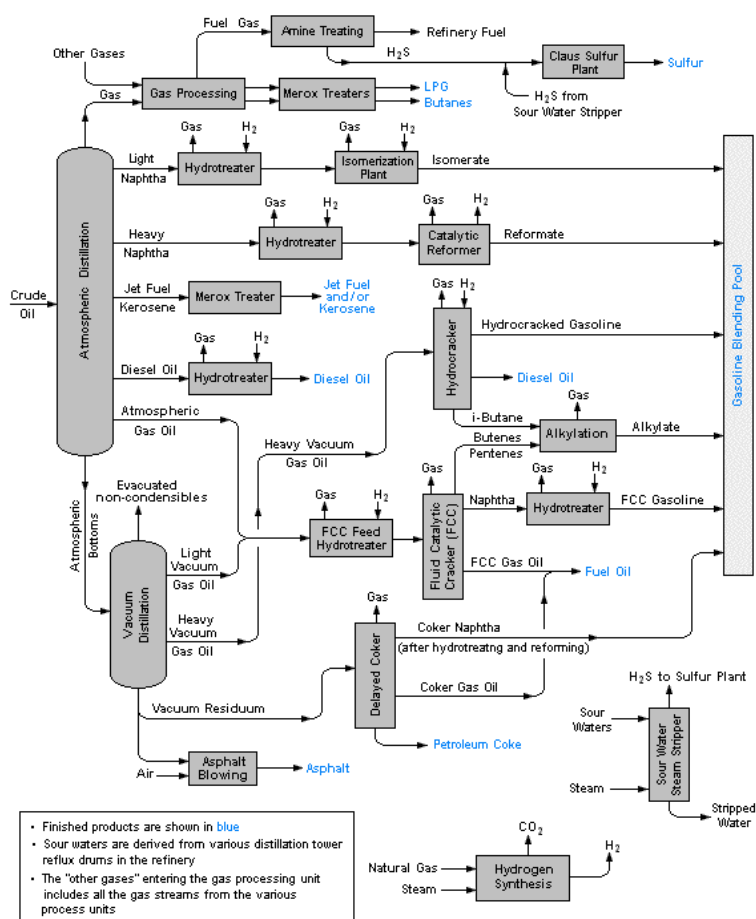 Fuel Gas
Amine Treating
Refinery Fuel
Other Gases
H2S
Claus Sulfur
Plant
Sulfur
Gas
Gas Processing
Merox Treaters
LPG
Butanes
H2S from
Sour Water Stripper
Gas
H2
Gas
H2
Light
Naphtha
Hydrotreater
Isomerization
Plant
Isomerate
Gas
H2
Gas
H2
Heavy
Naphtha
Hydrotreater
Catalytic
Reformer
Reformate
Atmospheric Distillation
Crude
Oil
Jet Fuel
Kerosene
Merox Treater
Jet Fuel
and/or
Kerosene
Gas
H2
Hydrocracker
Hydrocracked Gasoline
Gasoline Blending Pool
Gas
H2
Diesel Oil
Hydrotreater
Diesel Oil
Diesel Oil
i-Butane
Gas
Atmospheric
Gas Oil
Heavy Vacuum
Gas Oil
Butenes
Pentenes
Alkylation
Alkylate
Atmospheric
Bottoms
Evacuated
non-condensibles
Gas
H2
FCC Feed
Hydrotreater
Gas
Fluid Catalytic
Cracker (FCC)
Naphtha
Gas
H2
Hydrotreater
FCC Gasoline
Vacuum
Distillation
Light
Vacuum
Gas Oil
FCC Gas Oil
Fuel Oil
Heavy
Vacuum
Gas Oil
Gas
Delayed Coker
Coker Naphtha
(after hydrotreatng and reforming)
Coker Gas Oil
Vacuum Residuum
Petroleum Coke
Air
Asphalt
Blowing
Asphalt
H2S to Sulfur Plant
Sour
Waters
Sour Water
Steam Stripper
Steam
Stripped
Water
• Finished products are shown in blue
• Sour waters are derived from various distillation tower
reflux drums in the refinery
• The "other gases" entering the gas processing unit
includes all the gas streams from the various
process units
CO2
H2
Natural Gas
Steam
Hydrogen
Synthesis